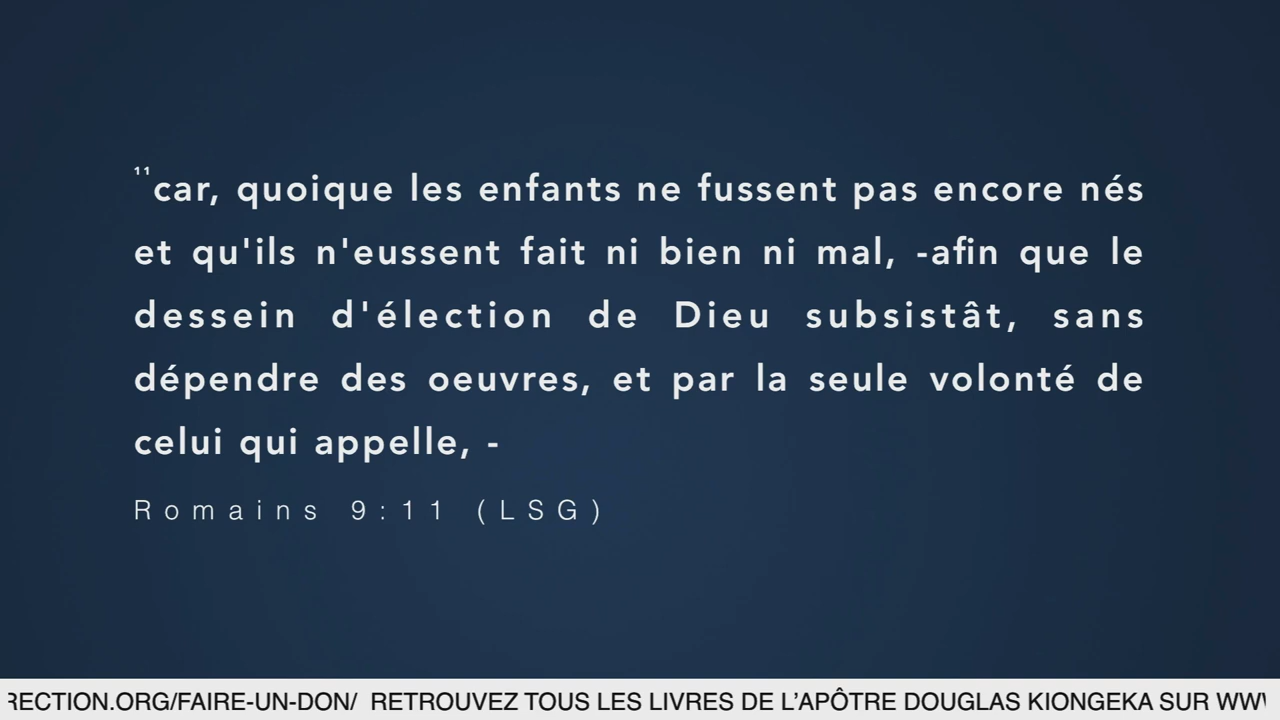 ¹¹car, quoique les enfants ne fussent pas encore nés
et qu'ils n'eussent fait ni bien ni mal, -afin que le
dessein d'élection de Dieu subsistât, sans
dépendre des oeuvres, et par la seule volonté de
celui qui appelle, -
Romains 9:11 (LSG)
RECTION.ORG/FAIRE-UN-DON/ RETROUVEZ TOUS LES LIVRES DE L’APÔTRE DOUGLAS KIONGEKA SUR WWW